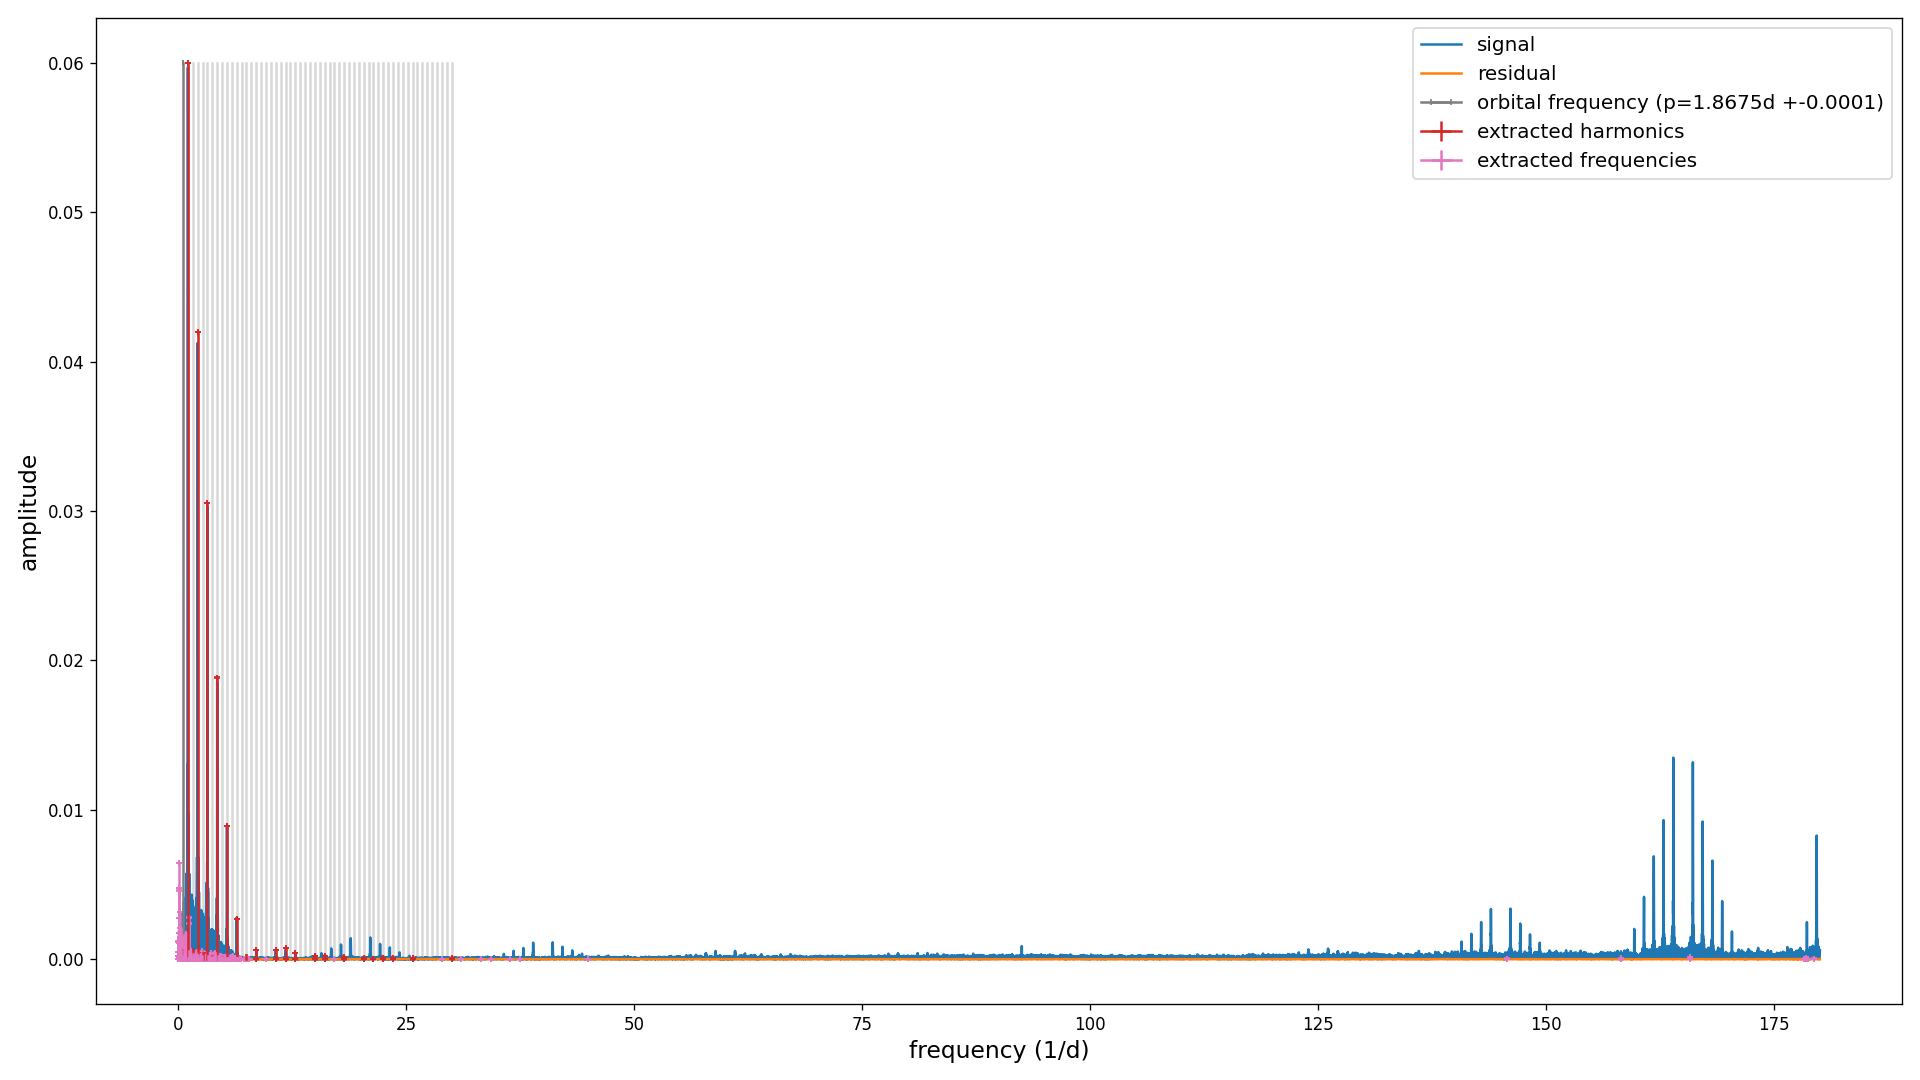 signal
residual
orbital frequency (p=1.8675d +-0.0001)
extracted harmonics
extracted frequencies
amplitude
0.06
0.05
0.04
0.03
0.02
0.01
0.00
0 25 50 75 100 125 150 175
frequency (1/d)